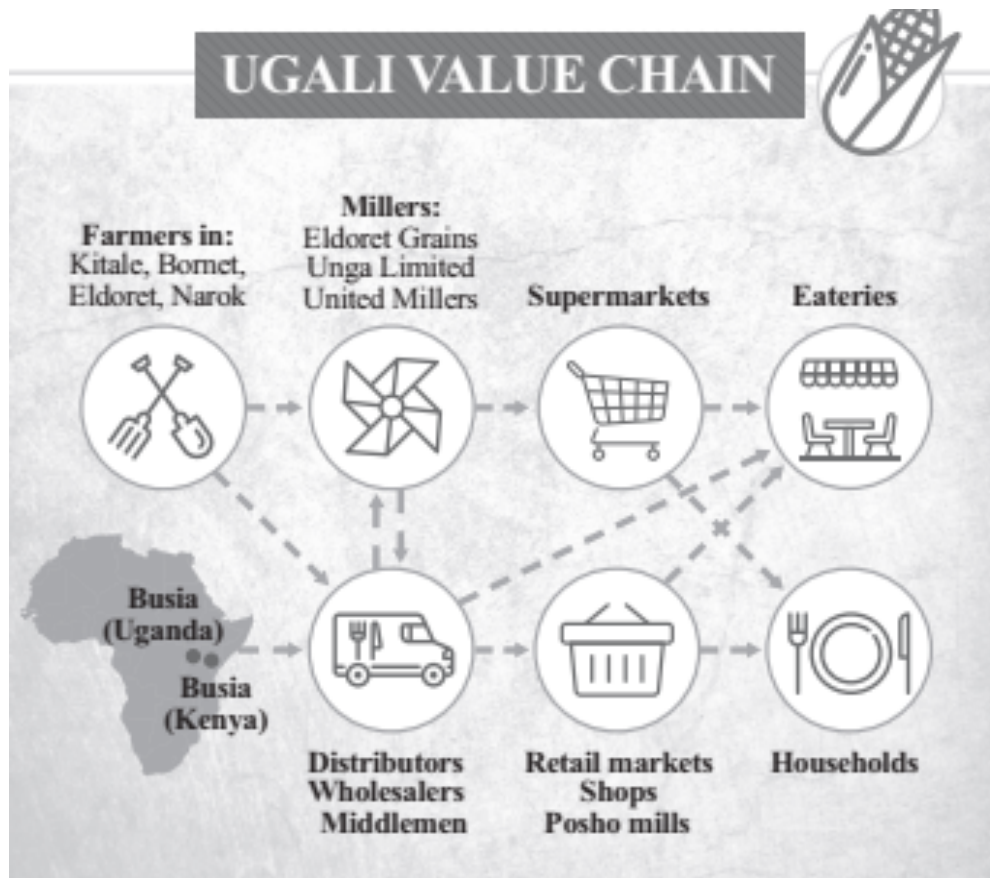 UGALI VALUE CHAIN
Farmers in:
Kitale, Bomet,
Eldoret, Narok
Millers:
Eldoret Grains
Unga Limited
United Millers
Supermarkets
Eateries
Busia
(Uganda)
Busia
(Kenya)
Distributors
Wholesalers
Middlemen
Retail markets
Shops
Posho mills
Households